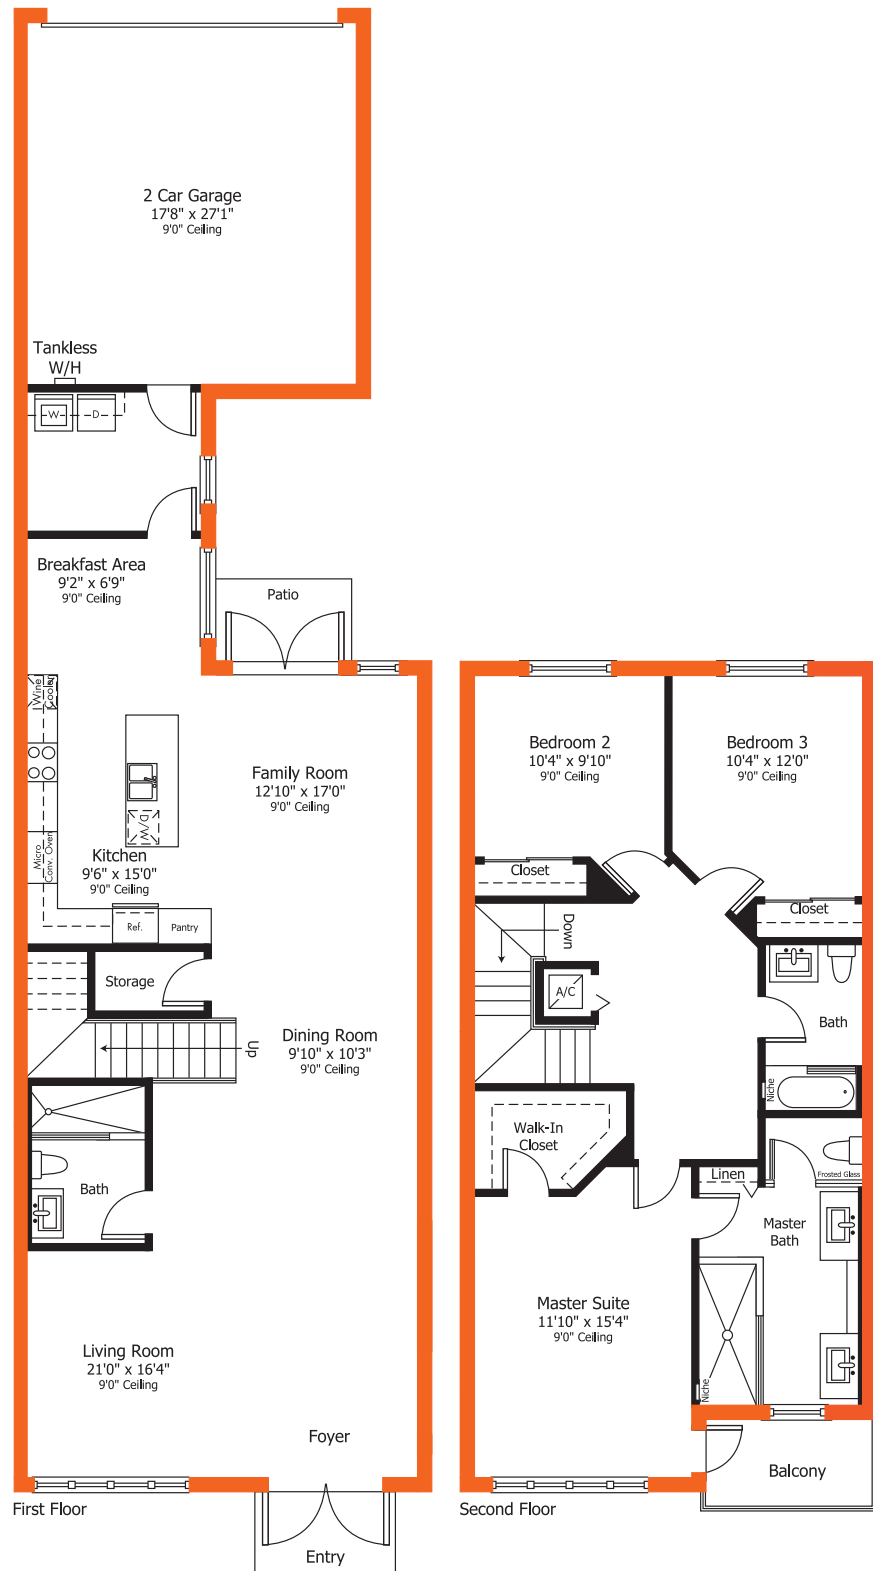 2 Car Garage
17'8" x 27'1"
9'0" Ceiling
Tankless
W/H
W
D
Breakfast Area
9'2" x 6'9"
9'0" Ceiling
Patio
Wine
Cooler
Family Room
12'10" x 17'0"
9'0" Ceiling
D/W
Micro
Conv. Oven
Kitchen
9'6" x 15'0"
9'0" Ceiling
Ref.
Pantry
Storage
Up
Dining Room
9'10" x 10'3"
9'0" Ceiling
Bath
Living Room
21'0" x 16'4"
9'0" Ceiling
Foyer
First Floor
Entry
Bedroom 2
10'4" x 9'10"
9'0" Ceiling
Bedroom 3
10'4" x 12'0"
9'0" Ceiling
Closet
Closet
Down
A/C
Bath
Niche
Walk-In
Closet
Linen
Frosted Glass
Master
Bath
Master Suite
11'10" x 15'4"
9'0" Ceiling
Niche
Balcony
Second Floor